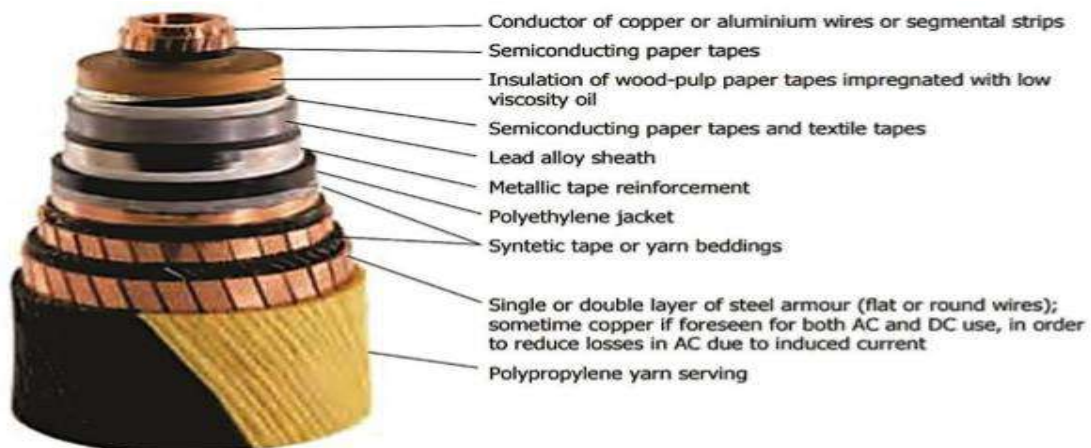 Conductor of copper or aluminium wires or segmental strips
Semiconducting paper tapes
Insulation of wood-pulp paper tapes impregnated with low
viscosity oil
Semiconducting paper tapes and textile tapes
Lead alloy sheath
Metallic tape reinforcement
Polyethylene jacket
Syntetic tape or yarn beddings
Single or double layer of steel armour (flat or round wires);
sometime copper if foreseen for both AC and DC use, in order
to reduce losses in AC due to induced current
Polypropylene yarn serving